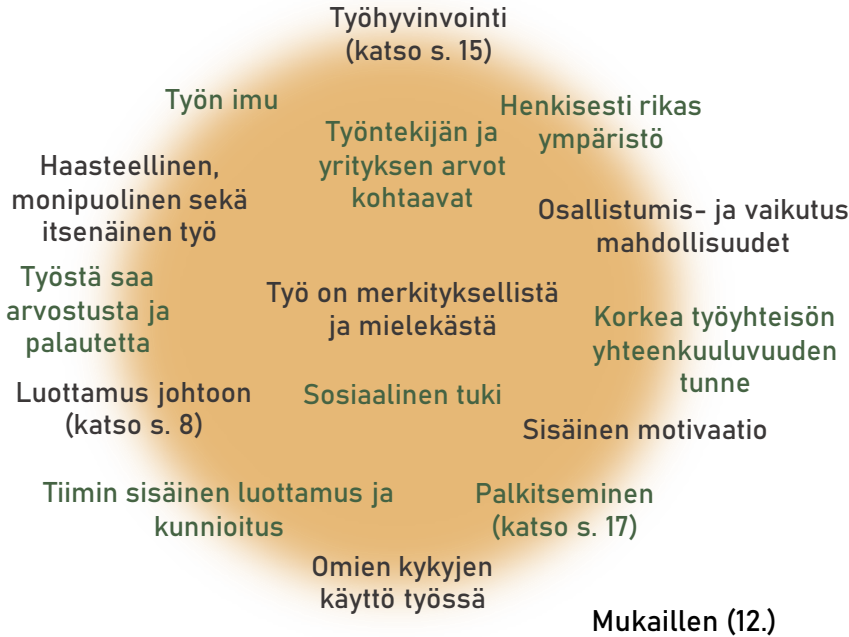 Työhyvinvointi
(katso s. 15)
Työn imu
Henkisesti rikas
ympäristö
Työntekijän ja
yrityksen arvot
kohtaavat
Haasteellinen,
monipuolinen sekä
itsenäinen työ
Osallistumis- ja vaikutus
mahdollisuudet
Työstä saa
arvostusta ja
palautetta
Työ on merkityksellistä
ja mielekästä
Korkea työyhteisön
yhteenkuuluvuuden
tunne
Luottamus johtoon
(katso s. 8)
Sosiaalinen tuki
Sisäinen motivaatio
Tiimin sisäinen luottamus ja
kunnioitus
Palkitseminen
(katso s. 17)
Omien kykyjen
käyttö työssä
Mukaillen (12.)